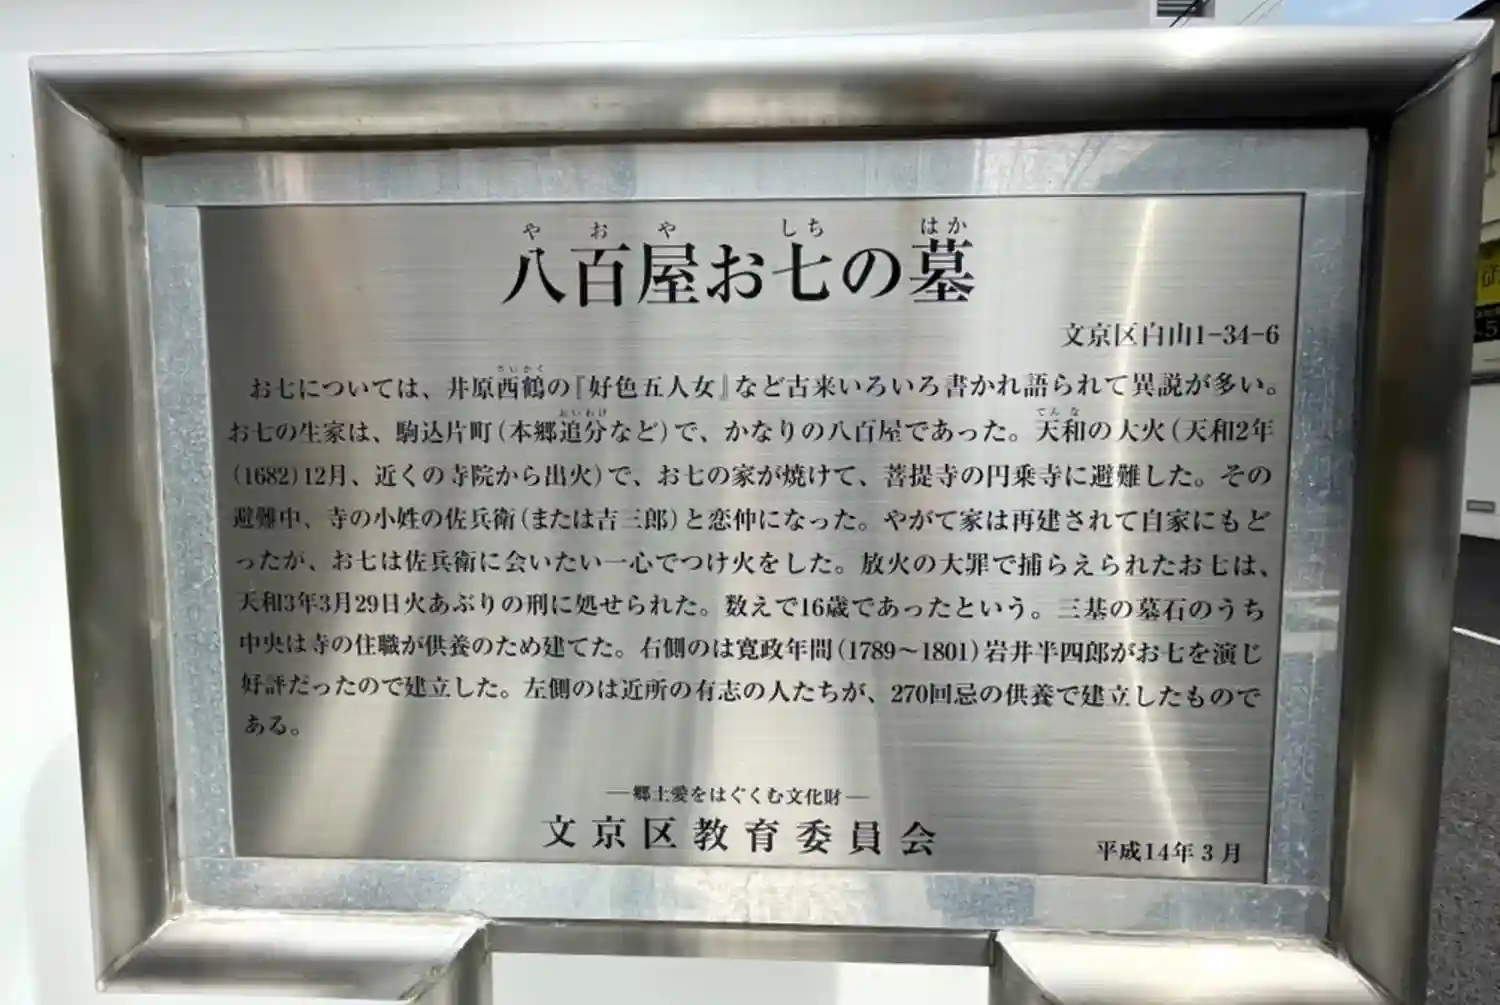 や お や しち はか
八百屋お七の墓
文京区白山1-34-6
さいかく
お七については、井原西鶴の『好色五人女』など古来いろいろ書かれ語られて異説が多い。
おいわけ てんな
お七の生家は、駒込片町(本郷追分など)で、かなりの八百屋であった。天和の大火(天和2年
(1682)12月、近くの寺院から出火)で、お七の家が焼けて、菩提寺の円乗寺に避難した。その
避難中、寺の小姓の佐兵衛(または吉三郎)と恋仲になった。やがて家は再建されて自家にもど
ったが、お七は佐兵衛に会いたい一心でつけ火をした。放火の大罪で捕らえられたお七は、
天和3年3月29日火あぶりの刑に処せられた。数えで16歳であったという。三基の墓石のうち
中央は寺の住職が供養のため建てた。右側のは寛政年間(1789～1801)岩井半四郎がお七を演じ
好評だったので建立した。左側のは近所の有志の人たちが、270回忌の供養で建立したもので
ある。
―郷土愛をはぐくむ文化財―
文京区教育委員会
平成14年3月